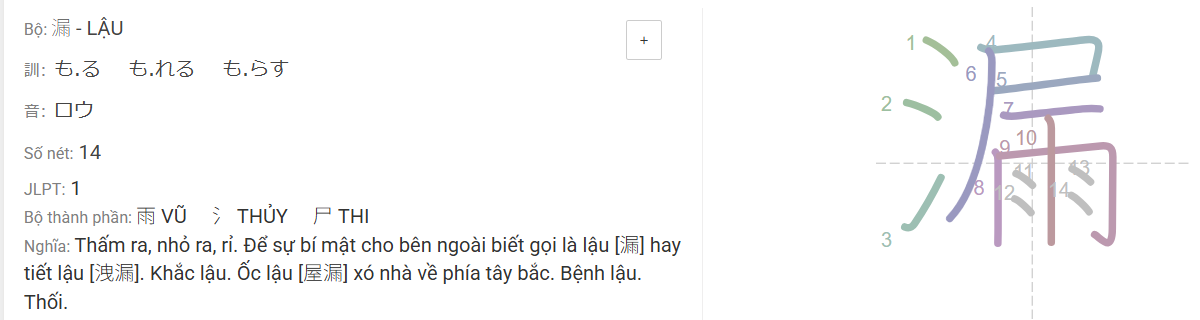 Bộ: 漏 - LẬU
+
訓: も.る も.れる も.らす
音: ロウ
Số nét: 14
JLPT: 1
Bộ thành phần: 雨 VŨ 氵 THỦY 尸 THI
Nghĩa: Thấm ra, nhỏ ra, rỉ. Để sự bí mật cho bên ngoài biết gọi là lậu [漏] hay
tiết lậu [洩漏]. Khắc lậu. Ốc lậu [屋漏] xó nhà về phía tây bắc. Bệnh lậu.
Thối.
漏
1
2
3
4
5
6
7
8
9
10
11
12
13
14